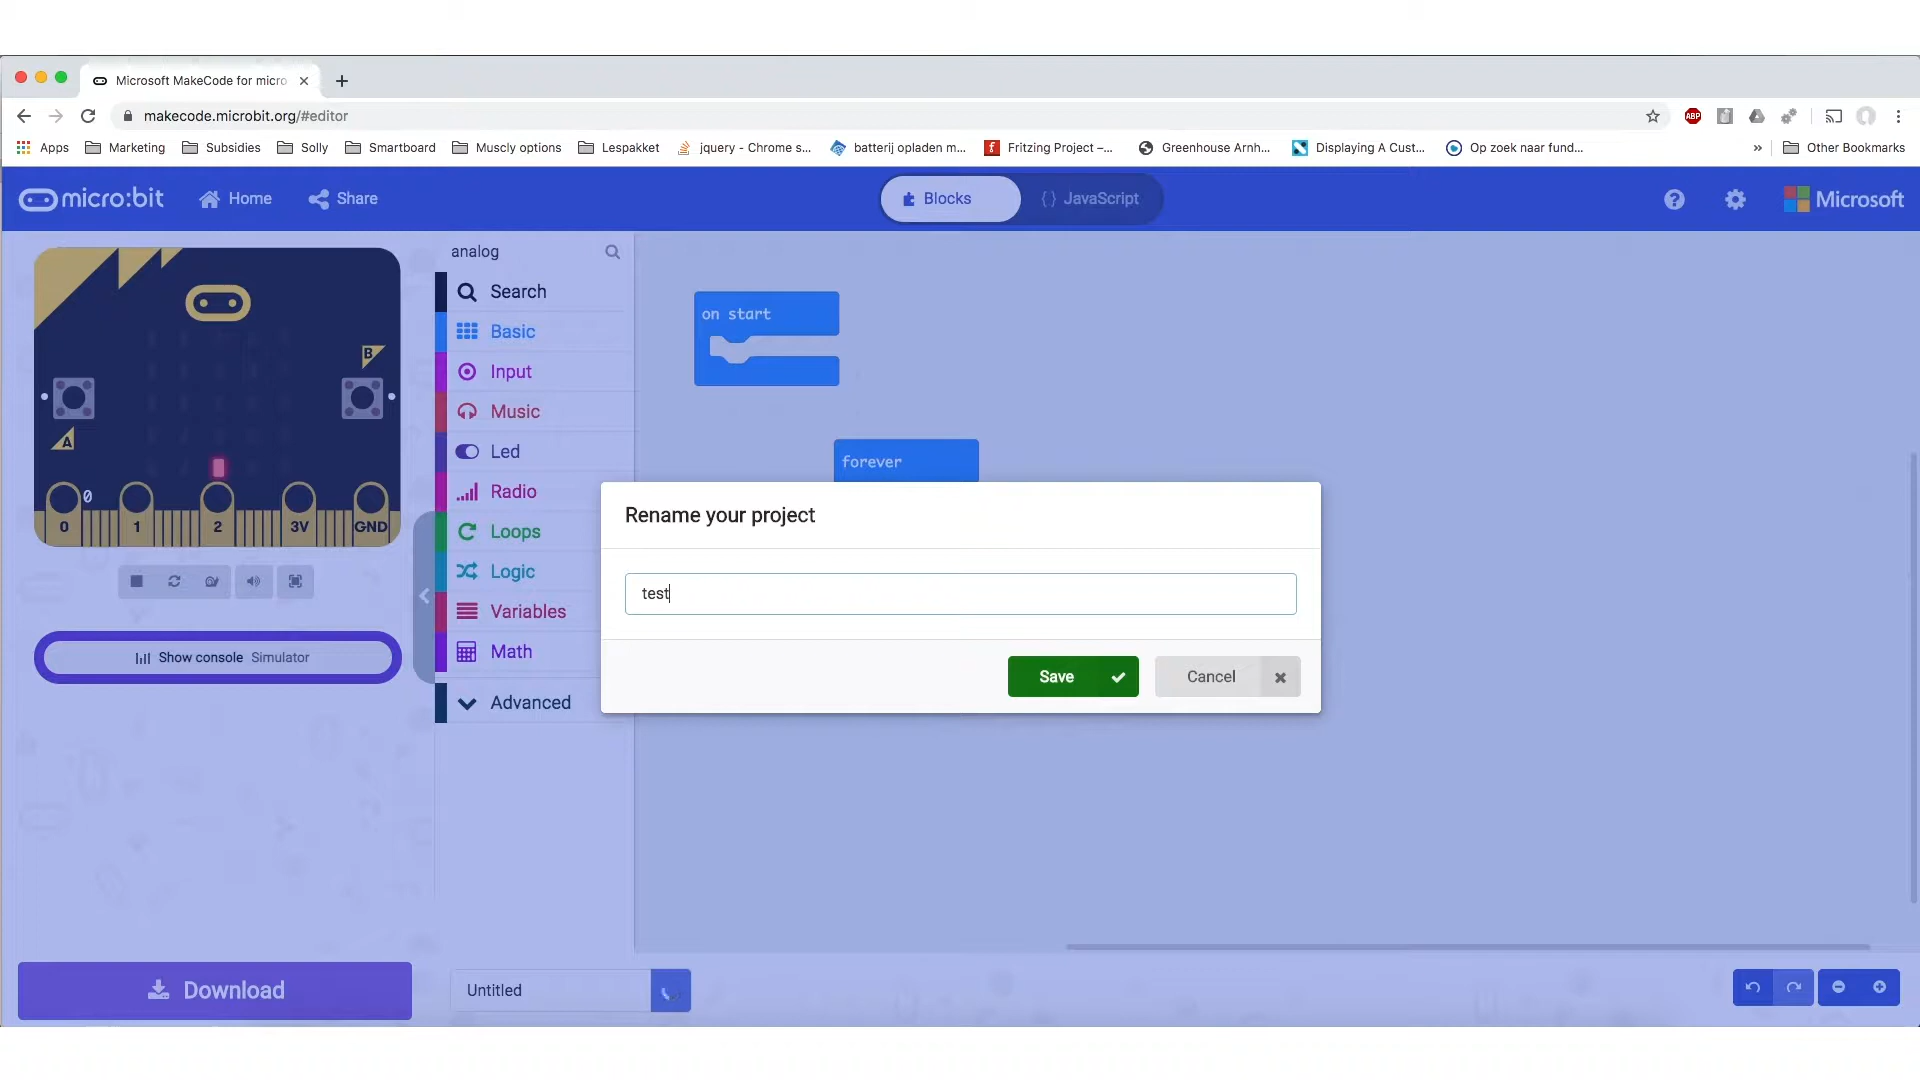 Microsoft MakeCode for micro
makecode.microbit.org/#editor
ABP
Apps Marketing Subsidies Solly Smartboard Muscly options Lespakket jquery - Chrome s... batterij opladen m... Fritzing Project –... Greenhouse Arnh... Displaying A Cust... Op zoek naar fund... » Other Bookmarks
micro:bit Home Share Blocks {} JavaScript ? Microsoft
analog
Search
Basic
Input
Music
Led
Radio
Loops
Logic
Variables
Math
Advanced
B
A
0
0 1 2 3V GND
Show console Simulator
on start
forever
Rename your project
test
Save Cancel
Download
Untitled